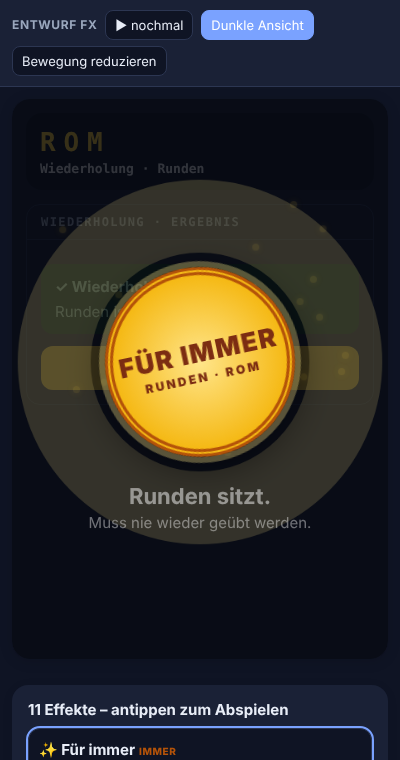 ENTWURF FX ▶ nochmal Dunkle Ansicht
Bewegung reduzieren
ROM
Wiederholung · Runden
WIEDERHOLUNG · ERGEBNIS
✓ Wiederho
Runden
FÜR IMMER
RUNDEN · ROM
Runden sitzt.
Muss nie wieder geübt werden.
11 Effekte – antippen zum Abspielen
✨ Für immer IMMER